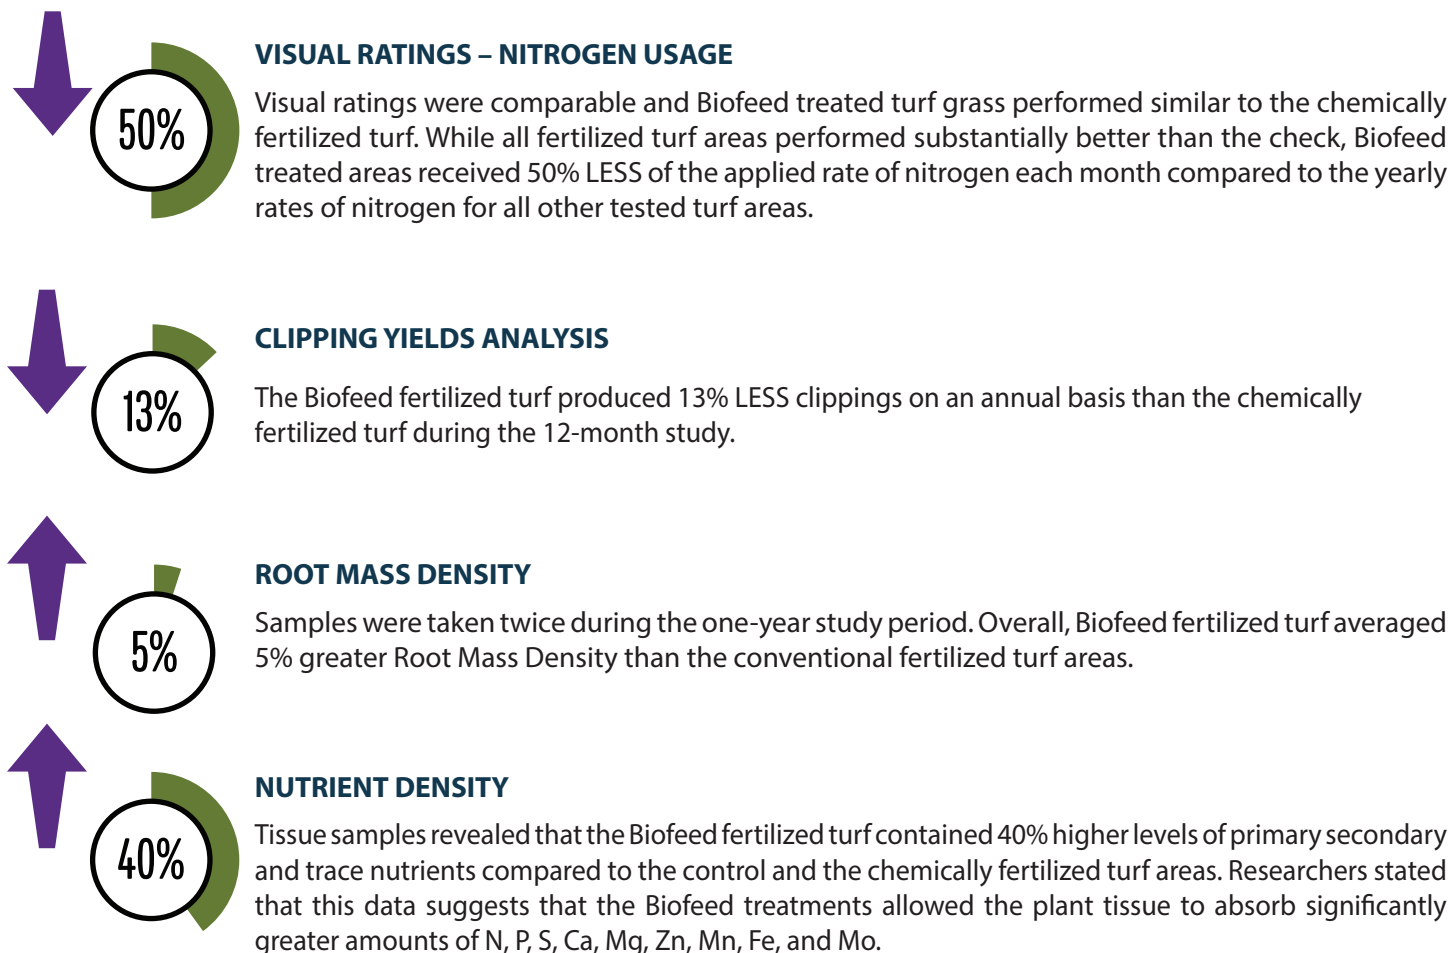 VISUAL RATINGS – NITROGEN USAGE
50%
Visual ratings were comparable and Biofeed treated turf grass performed similar to the chemically
fertilized turf. While all fertilized turf areas performed substantially better than the check, Biofeed
treated areas received 50% LESS of the applied rate of nitrogen each month compared to the yearly
rates of nitrogen for all other tested turf areas.
CLIPPING YIELDS ANALYSIS
13%
The Biofeed fertilized turf produced 13% LESS clippings on an annual basis than the chemically
fertilized turf during the 12-month study.
ROOT MASS DENSITY
5%
Samples were taken twice during the one-year study period. Overall, Biofeed fertilized turf averaged
5% greater Root Mass Density than the conventional fertilized turf areas.
NUTRIENT DENSITY
40%
Tissue samples revealed that the Biofeed fertilized turf contained 40% higher levels of primary secondary
and trace nutrients compared to the control and the chemically fertilized turf areas. Researchers stated
that this data suggests that the Biofeed treatments allowed the plant tissue to absorb significantly
greater amounts of N, P, S, Ca, Mg, Zn, Mn, Fe, and Mo.